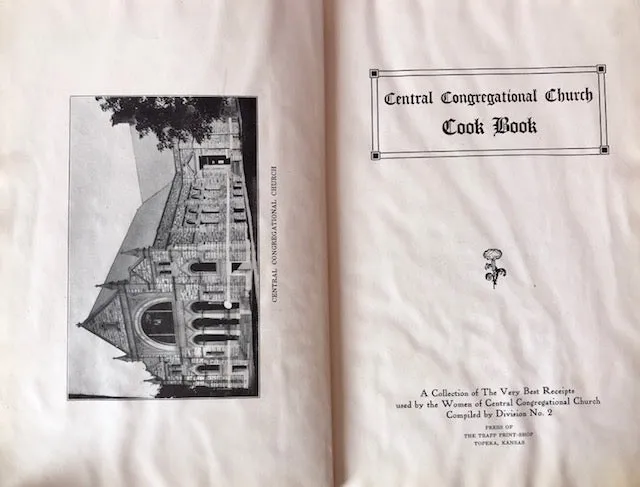 CENTRAL CONGREGATIONAL CHURCH
Central Congregational Church
Cook Book
A Collection of The Very Best Receipts
used by the Women of Central Congregational Church
Compiled by Division No. 2
PRESS OF
THE TRAPP PRINT-SHOP
TOPEKA, KANSAS